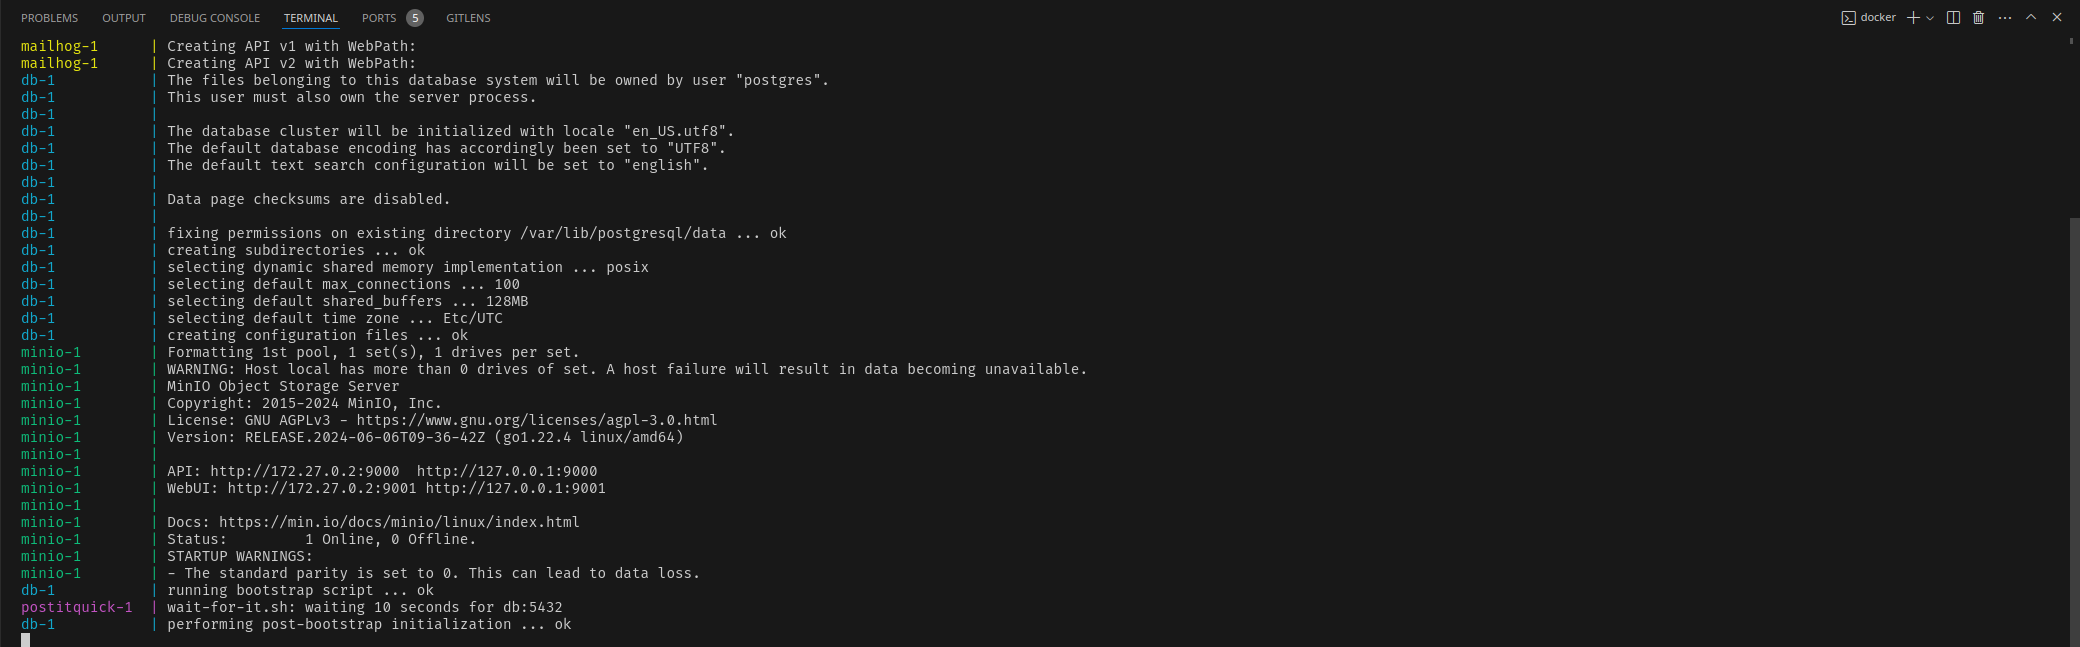 PROBLEMS OUTPUT DEBUG CONSOLE TERMINAL PORTS 5 GITLENS docker
mailhog-1 | Creating API v1 with WebPath:
mailhog-1 | Creating API v2 with WebPath:
db-1 | The files belonging to this database system will be owned by user "postgres".
db-1 | This user must also own the server process.
db-1 |
db-1 | The database cluster will be initialized with locale "en_US.utf8".
db-1 | The default database encoding has accordingly been set to "UTF8".
db-1 | The default text search configuration will be set to "english".
db-1 |
db-1 | Data page checksums are disabled.
db-1 |
db-1 | fixing permissions on existing directory /var/lib/postgresql/data ... ok
db-1 | creating subdirectories ... ok
db-1 | selecting dynamic shared memory implementation ... posix
db-1 | selecting default max_connections ... 100
db-1 | selecting default shared_buffers ... 128MB
db-1 | selecting default time zone ... Etc/UTC
db-1 | creating configuration files ... ok
minio-1 | Formatting 1st pool, 1 set(s), 1 drives per set.
minio-1 | WARNING: Host local has more than 0 drives of set. A host failure will result in data becoming unavailable.
minio-1 | MinIO Object Storage Server
minio-1 | Copyright: 2015-2024 MinIO, Inc.
minio-1 | License: GNU AGPLv3 - https://www.gnu.org/licenses/agpl-3.0.html
minio-1 | Version: RELEASE.2024-06-06T09-36-42Z (go1.22.4 linux/amd64)
minio-1 |
minio-1 | API: http://172.27.0.2:9000  http://127.0.0.1:9000
minio-1 | WebUI: http://172.27.0.2:9001 http://127.0.0.1:9001
minio-1 |
minio-1 | Docs: https://min.io/docs/minio/linux/index.html
minio-1 | Status:         1 Online, 0 Offline.
minio-1 | STARTUP WARNINGS:
minio-1 | - The standard parity is set to 0. This can lead to data loss.
db-1 | running bootstrap script ... ok
postitquick-1 | wait-for-it.sh: waiting 10 seconds for db:5432
db-1 | performing post-bootstrap initialization ... ok